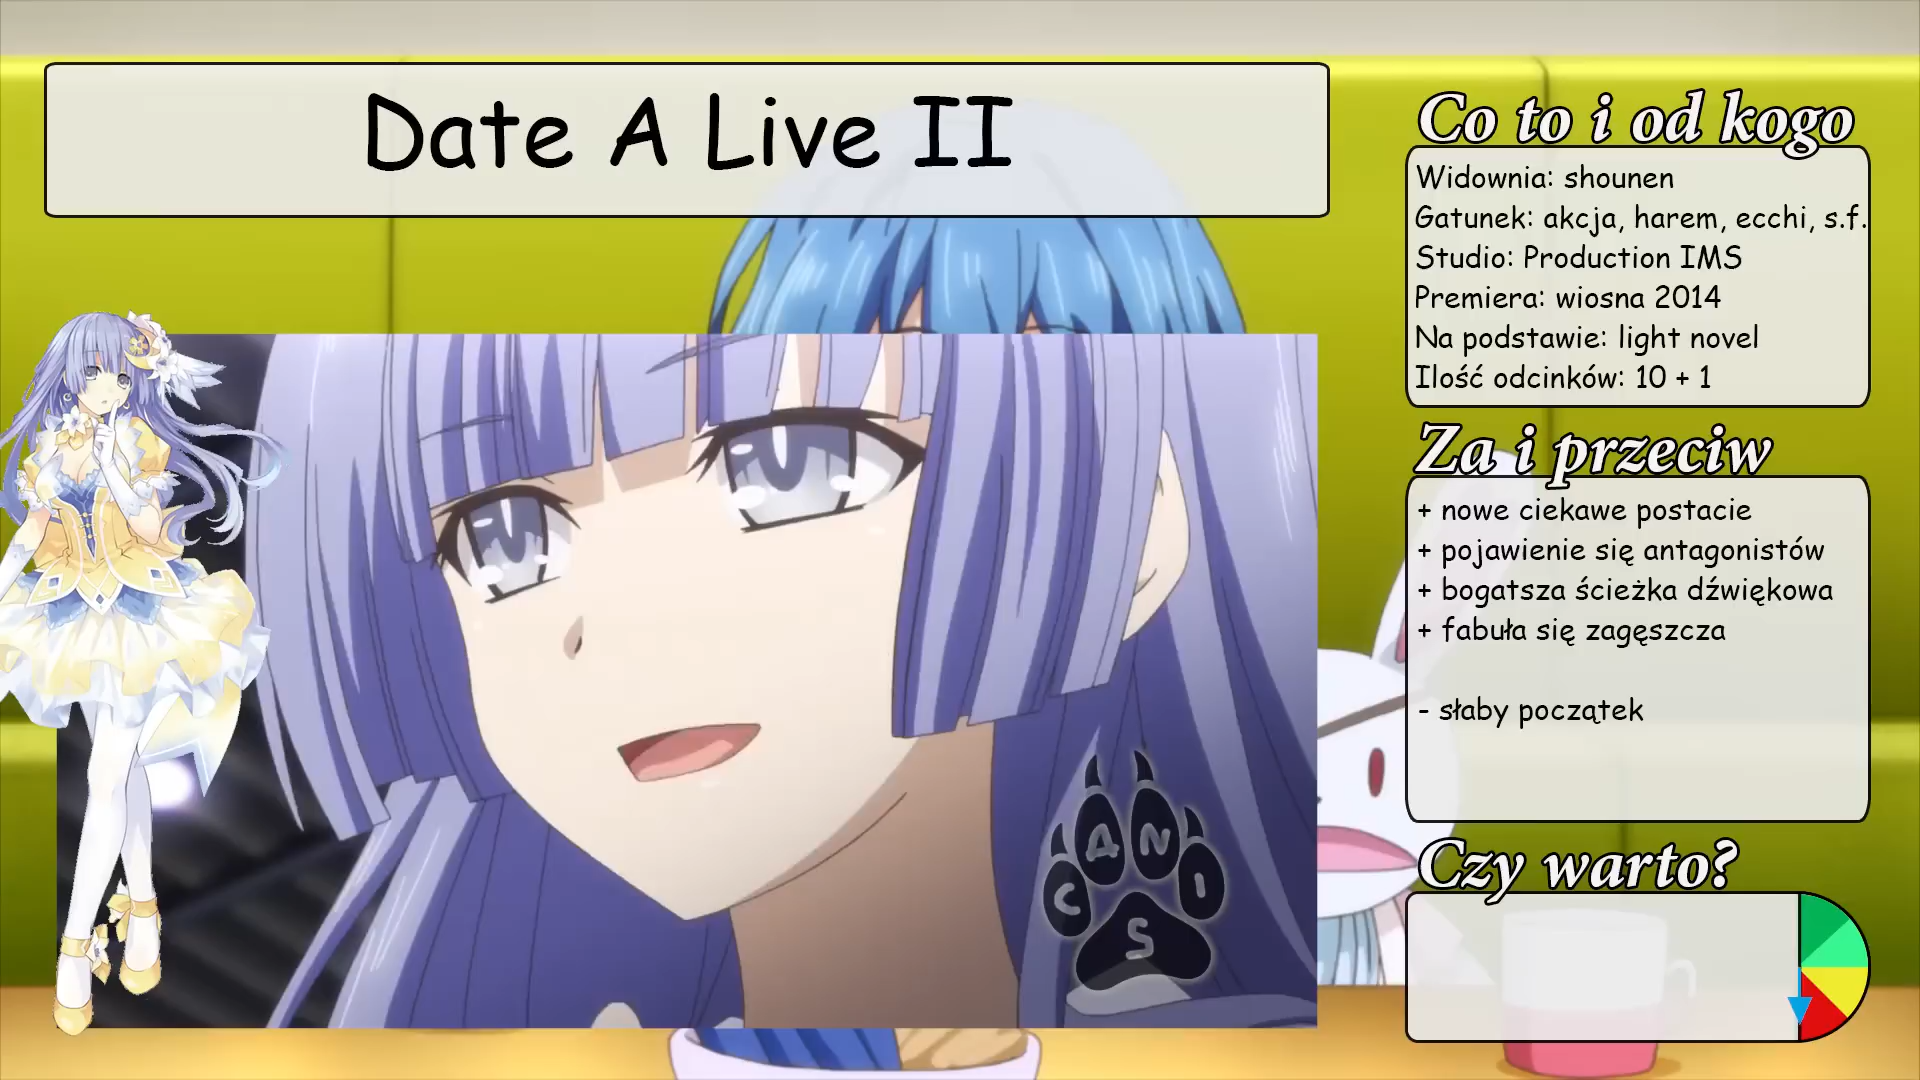 Date A Live II
Co to i od kogo
Widownia: shounen
Gatunek: akcja, harem, ecchi, s.f.
Studio: Production IMS
Premiera: wiosna 2014
Na podstawie: light novel
Ilość odcinków: 10 + 1
Za i przeciw
+ nowe ciekawe postacie
+ pojawienie się antagonistów
+ bogatsza ścieżka dźwiękowa
+ fabuła się zagęszcza
- słaby początek
CANIS
Czy warto?